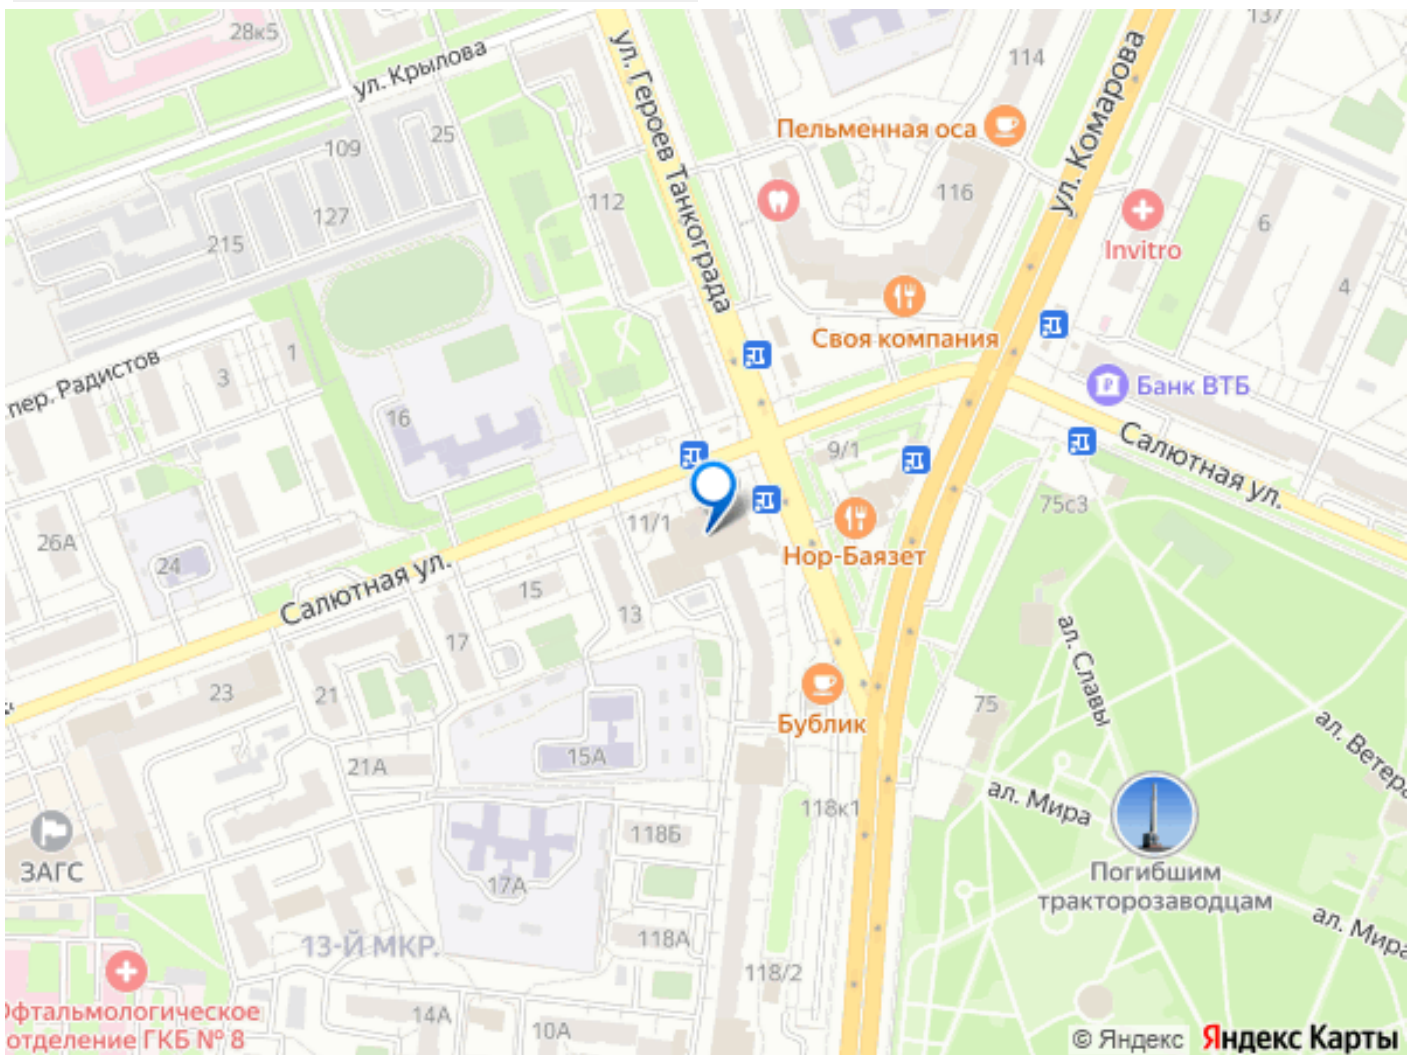 28к5
137
ул. Крылова
114
ул. Героев Танкограда
ул. Комарова
Пельменная оса
25
109
116
112
127
Invitro
6
215
4
Своя компания
1
3
пер. Радистов
Банк ВТБ
16
9/1
Салютная ул.
75с3
11/1
26А
24
Нор-Баязет
Салютная ул.
15
13
17
ал. Славы
23
21
75
Бублик
ал. Ветера
15А
21А
ал. Мира
118к1
118Б
ЗАГС
Погибшим
тракторозаводцам
17А
ал. Мира
118А
13-Й МКР.
118/2
Офтальмологическое
отделение ГКБ № 8
14А
10А
© Яндекс Яндекс Карты